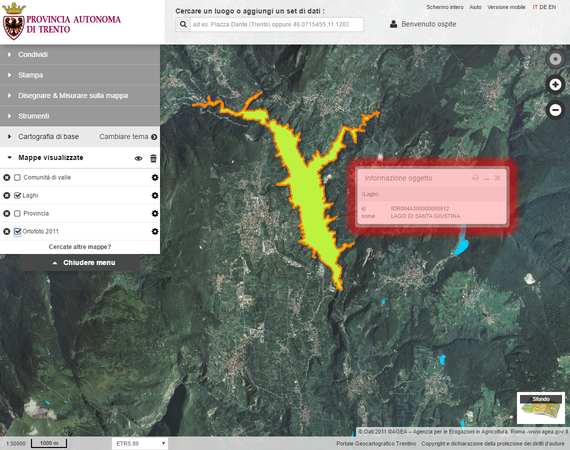 PROVINCIA AUTONOMA
DI TRENTO
Cercare un luogo o aggiungi un set di dati :
ad es. Piazza Dante (Trento) oppure 46.0715455,11.1203
Schermo intero Aiuto Versione mobile IT DE EN
Benvenuto ospite
Condividi
Stampa
Disegnare & Misurare sulla mappa
Strumenti
Cartografia di base Cambiare tema
Mappe visualizzate
Comunità di valle
Laghi
Provincia
Ortofoto 2011
Cercate altre mappe?
Chiudere menu
Informazione oggetto
(Laghi)
id IDR004A300000000912
nome LAGO DI SANTA GIUSTINA
Sfondo
© Dati:2011 ©AGEA – Agenzia per le Erogazioni in Agricoltura. Roma -www.agea.gov.it
1:50000 1000 m ETRS 89 Portale Geocartografico Trentino Copyright e dichiarazione della protezione dei diritti d'autore